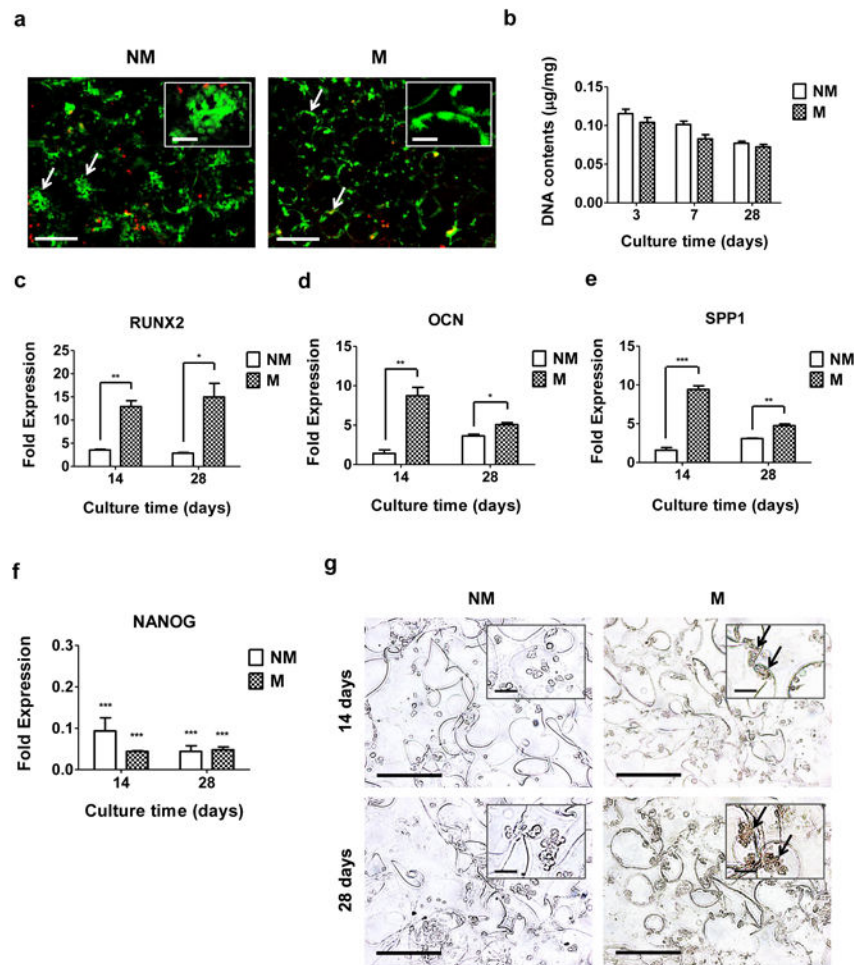 a
NM
M
b
DNA contents (µg/mg)
0.15
0.10
0.05
0.00
3 7 28
Culture time (days)
NM
M
c
RUNX2
Fold Expression
25
20
15
10
5
0
**
*
14 28
Culture time (days)
NM
M
d
OCN
Fold Expression
15
10
5
0
**
*
14 28
Culture time (days)
NM
M
e
SPP1
Fold Expression
15
10
5
0
***
**
14 28
Culture time (days)
NM
M
f
NANOG
Fold Expression
0.3
0.2
0.1
0.0
*** *** *** ***
14 28
Culture time (days)
NM
M
g
NM
M
14 days
28 days